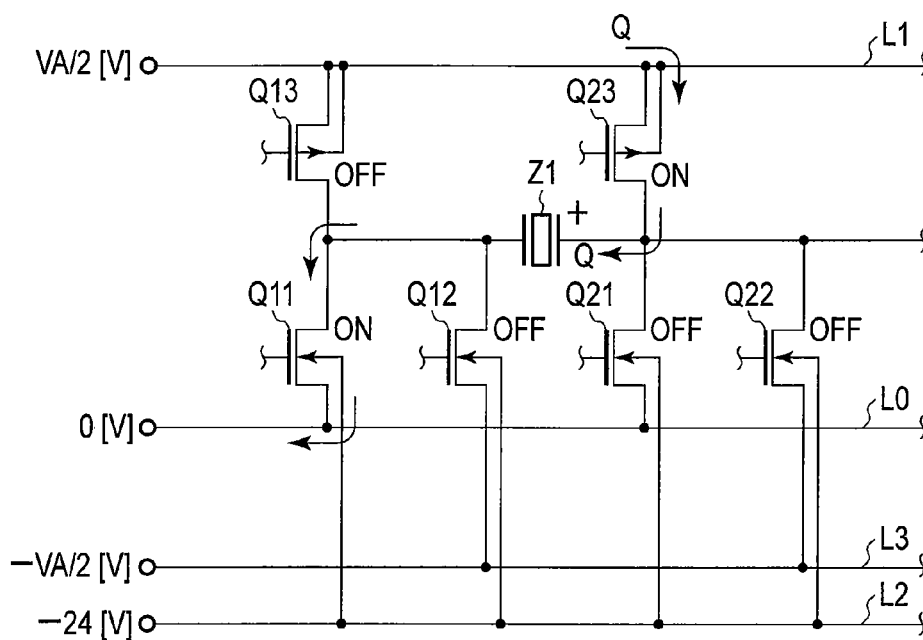 Q
L1
VA/2 [V]
Q13
Q23
OFF
ON
Z1
+
Q
Q11
Q12
Q21
Q22
ON
OFF
OFF
OFF
L0
0 [V]
L3
−VA/2 [V]
L2
−24 [V]